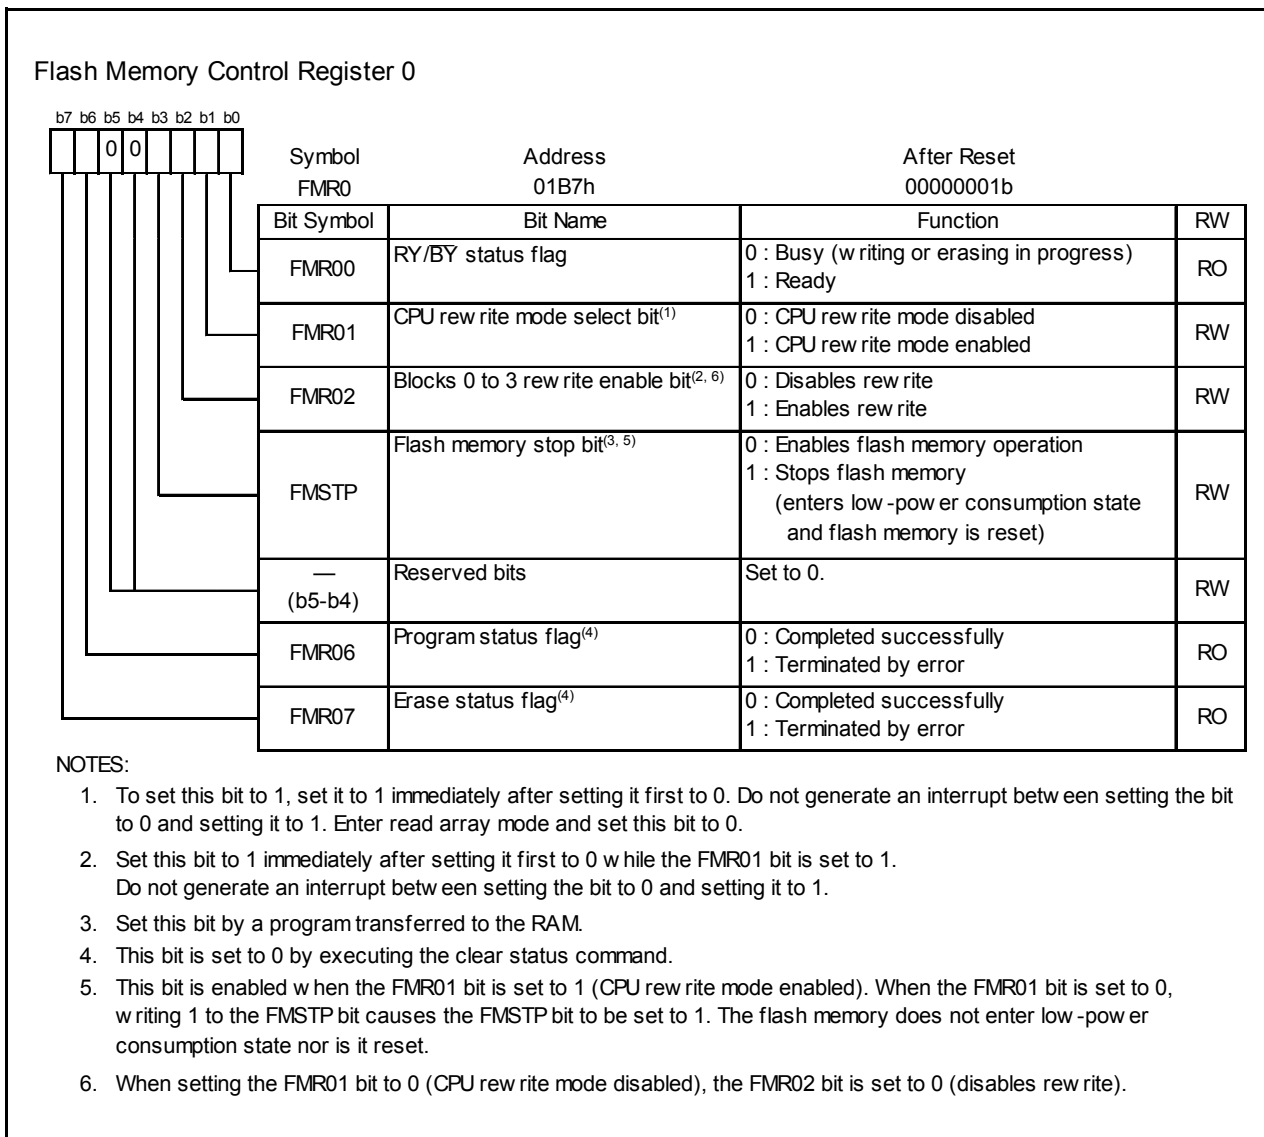 Flash Memory Control Register 0
b7 b6 b5 b4 b3 b2 b1 b0
0 0
Symbol Address After Reset
FMR0 01B7h 00000001b
Bit Symbol Bit Name Function RW
FMR00 RY/B̅Y̅ status flag 0 : Busy (writing or erasing in progress) RO
1 : Ready
FMR01 CPU rewrite mode select bit(1) 0 : CPU rewrite mode disabled RW
1 : CPU rewrite mode enabled
FMR02 Blocks 0 to 3 rewrite enable bit(2, 6) 0 : Disables rewrite RW
1 : Enables rewrite
FMSTP Flash memory stop bit(3, 5) 0 : Enables flash memory operation RW
1 : Stops flash memory
(enters low-power consumption state
and flash memory is reset)
— Reserved bits Set to 0. RW
(b5-b4)
FMR06 Program status flag(4) 0 : Completed successfully RO
1 : Terminated by error
FMR07 Erase status flag(4) 0 : Completed successfully RO
1 : Terminated by error
NOTES:
1. To set this bit to 1, set it to 1 immediately after setting it first to 0. Do not generate an interrupt between setting the bit
to 0 and setting it to 1. Enter read array mode and set this bit to 0.
2. Set this bit to 1 immediately after setting it first to 0 while the FMR01 bit is set to 1.
Do not generate an interrupt between setting the bit to 0 and setting it to 1.
3. Set this bit by a program transferred to the RAM.
4. This bit is set to 0 by executing the clear status command.
5. This bit is enabled when the FMR01 bit is set to 1 (CPU rewrite mode enabled). When the FMR01 bit is set to 0,
writing 1 to the FMSTP bit causes the FMSTP bit to be set to 1. The flash memory does not enter low-power
consumption state nor is it reset.
6. When setting the FMR01 bit to 0 (CPU rewrite mode disabled), the FMR02 bit is set to 0 (disables rewrite).